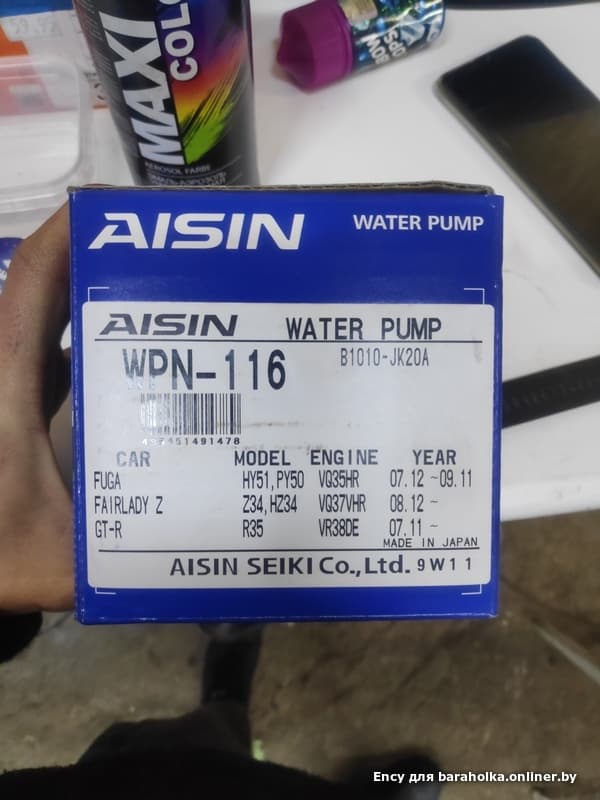 MAXI
COLO
AEROSOL FARBE
AISIN WATER PUMP
AISIN WATER PUMP
WPN-116 B1010-JK20A
CAR MODEL ENGINE YEAR
FUGA HY51,PY50 VQ35HR 07.12 ~09.11
FAIRLADY Z Z34,HZ34 VQ37VHR 08.12 ~
GT-R R35 VR38DE 07.11 ~
MADE IN JAPAN
AISIN SEIKI Co.,Ltd. 9W11
Ency для baraholka.onliner.by